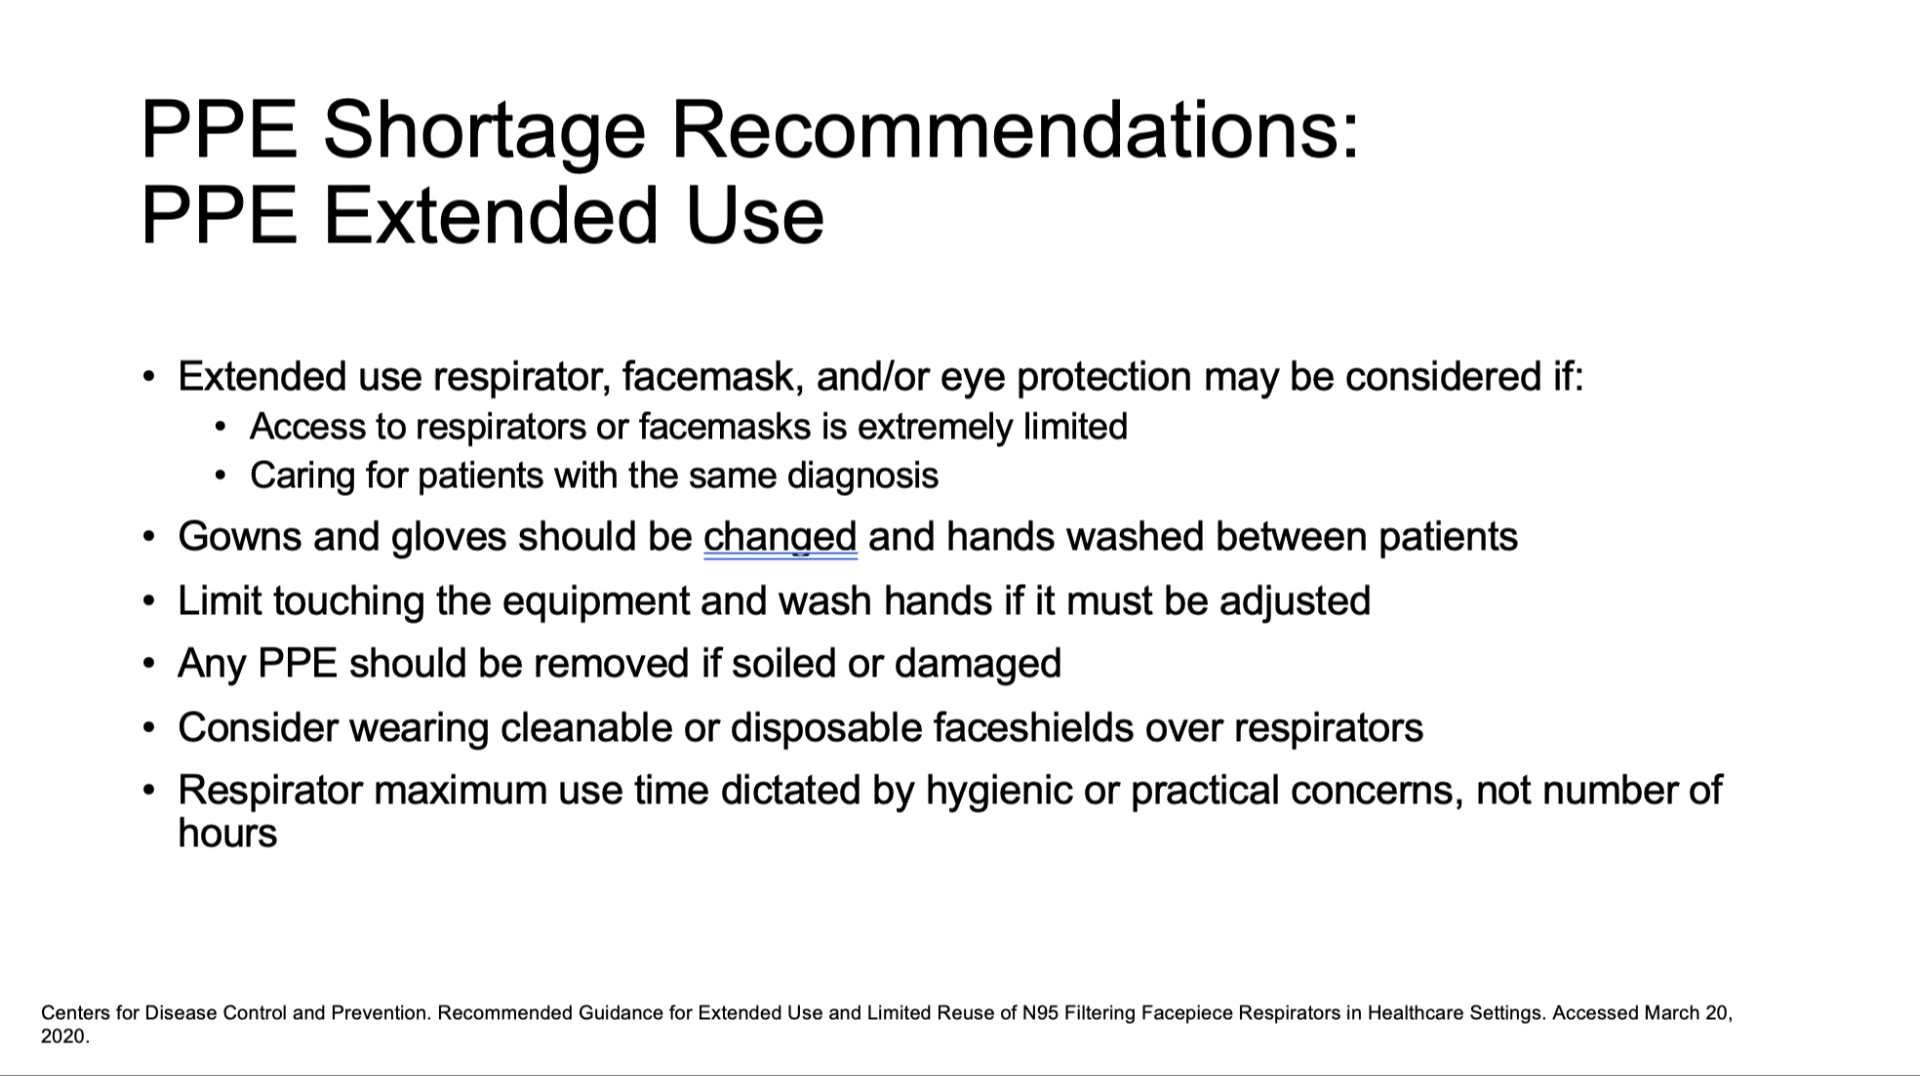 PPE Shortage Recommendations:
PPE Extended Use
• Extended use respirator, facemask, and/or eye protection may be considered if:
• Access to respirators or facemasks is extremely limited
• Caring for patients with the same diagnosis
• Gowns and gloves should be changed and hands washed between patients
• Limit touching the equipment and wash hands if it must be adjusted
• Any PPE should be removed if soiled or damaged
• Consider wearing cleanable or disposable faceshields over respirators
• Respirator maximum use time dictated by hygienic or practical concerns, not number of
hours
Centers for Disease Control and Prevention. Recommended Guidance for Extended Use and Limited Reuse of N95 Filtering Facepiece Respirators in Healthcare Settings. Accessed March 20,
2020.